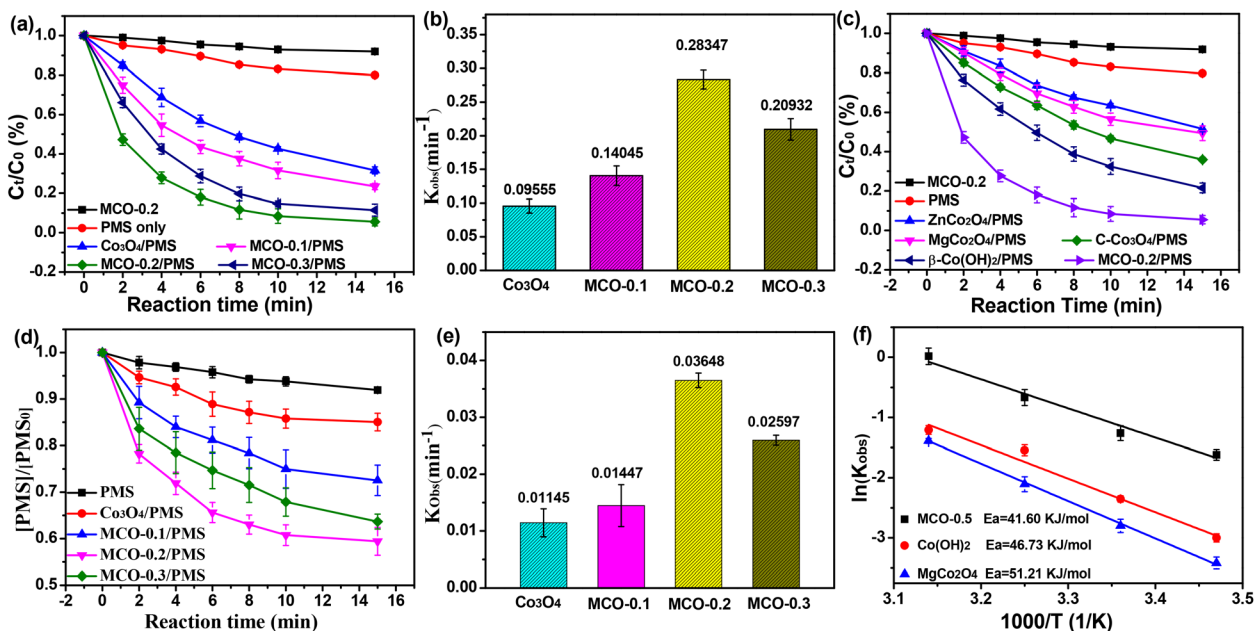 (a)
1.0
0.8
0.6
0.4
0.2
0.0
-0.2
Cₜ/C₀ (%)
MCO-0.2
PMS only
Co₃O₄/PMS
MCO-0.1/PMS
MCO-0.2/PMS
MCO-0.3/PMS
-2 0 2 4 6 8 10 12 14 16
Reaction time (min)
(b)
0.35
0.30
0.25
0.20
0.15
0.10
0.05
0.00
Kobs(min⁻¹)
0.09555
0.14045
0.28347
0.20932
Co₃O₄ MCO-0.1 MCO-0.2 MCO-0.3
(c)
1.0
0.8
0.6
0.4
0.2
0.0
-0.2
Cₜ/C₀ (%)
MCO-0.2
PMS
ZnCo₂O₄/PMS
MgCo₂O₄/PMS
C-Co₃O₄/PMS
β-Co(OH)₂/PMS
MCO-0.2/PMS
-2 0 2 4 6 8 10 12 14 16
Reaction Time (min)
(d)
1.0
0.9
0.8
0.7
0.6
0.5
[PMS]/[PMS₀]
PMS
Co₃O₄/PMS
MCO-0.1/PMS
MCO-0.2/PMS
MCO-0.3/PMS
-2 0 2 4 6 8 10 12 14 16
Reaction time (min)
(e)
0.04
0.03
0.02
0.01
0.00
KObs(min⁻¹)
0.01145
0.01447
0.03648
0.02597
Co₃O₄ MCO-0.1 MCO-0.2 MCO-0.3
(f)
0
-1
-2
-3
ln(Kobs)
MCO-0.5 Ea=41.60 KJ/mol
Co(OH)₂ Ea=46.73 KJ/mol
MgCo₂O₄ Ea=51.21 KJ/mol
3.1 3.2 3.3 3.4 3.5
1000/T (1/K)